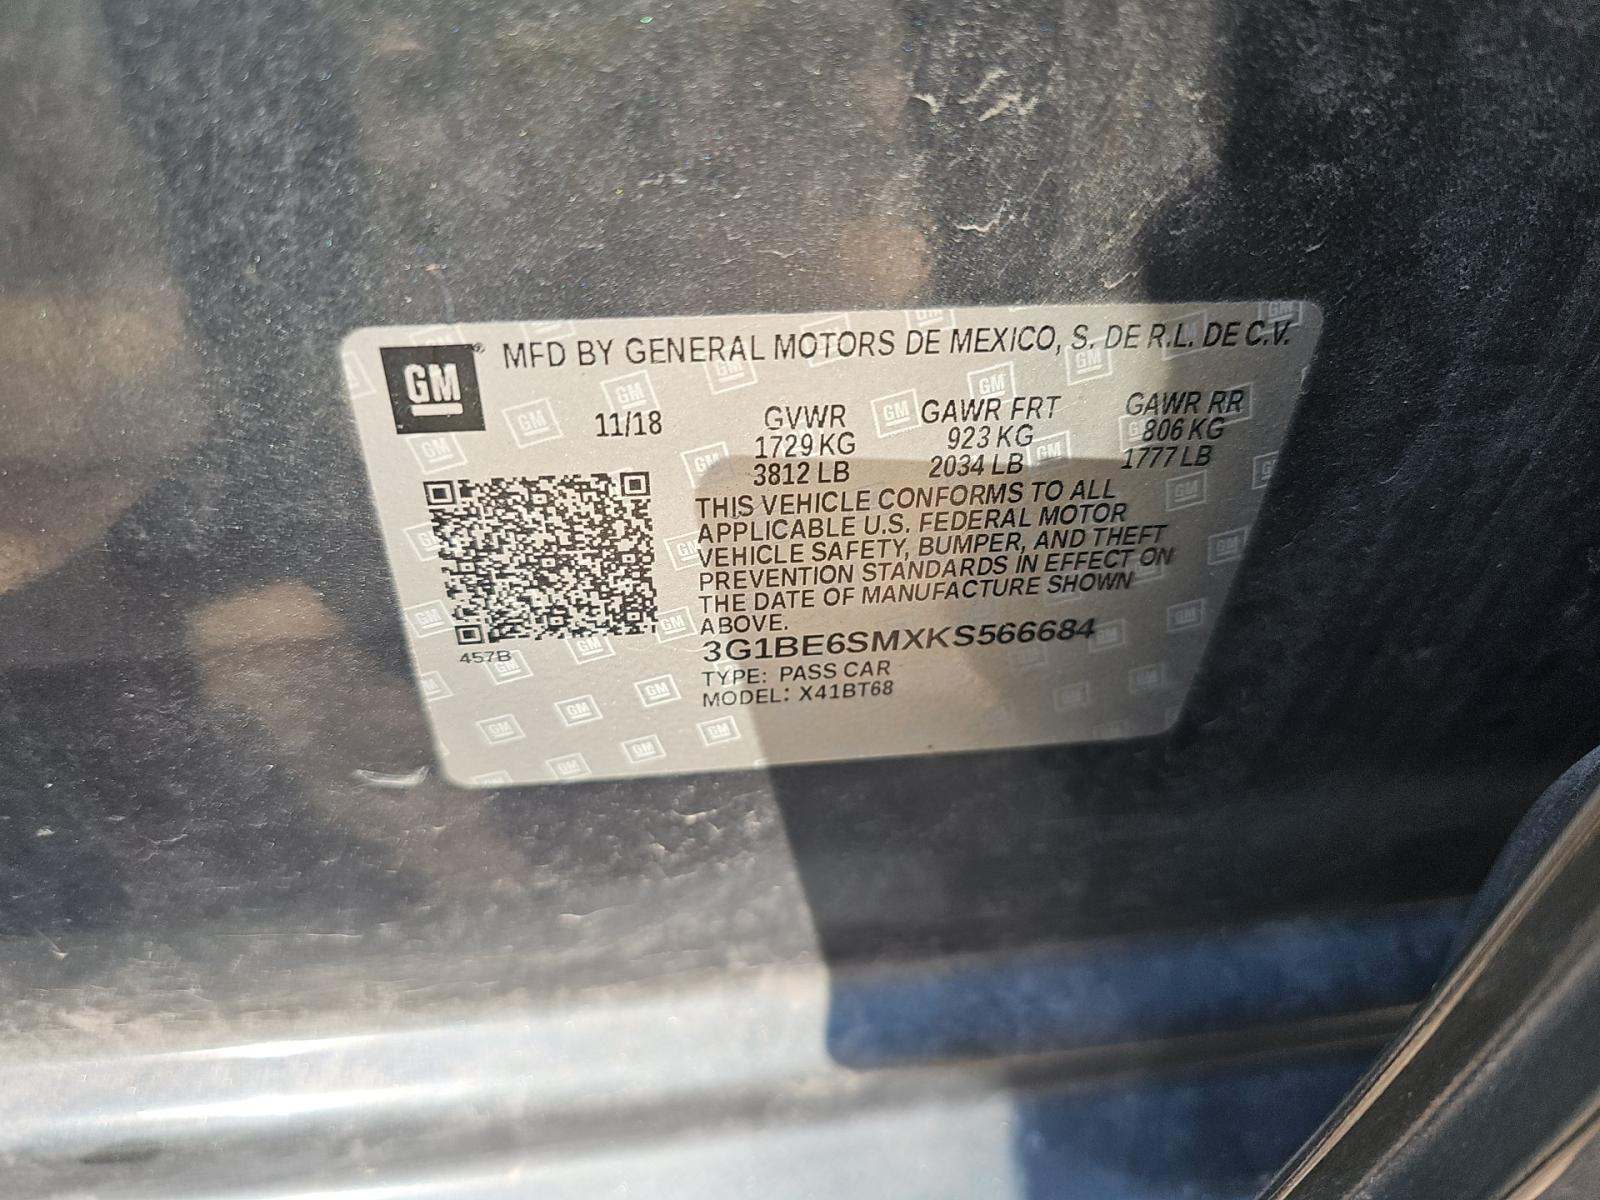 GM
MFD BY GENERAL MOTORS DE MEXICO, S. DE R.L. DE C.V.
11/18 GVWR GAWR FRT GAWR RR
1729 KG 923 KG 806 KG
3812 LB 2034 LB 1777 LB
THIS VEHICLE CONFORMS TO ALL
APPLICABLE U.S. FEDERAL MOTOR
VEHICLE SAFETY, BUMPER, AND THEFT
PREVENTION STANDARDS IN EFFECT ON
THE DATE OF MANUFACTURE SHOWN
ABOVE.
3G1BE6SMXKS566684
457B
TYPE: PASS CAR
MODEL: X41BT68